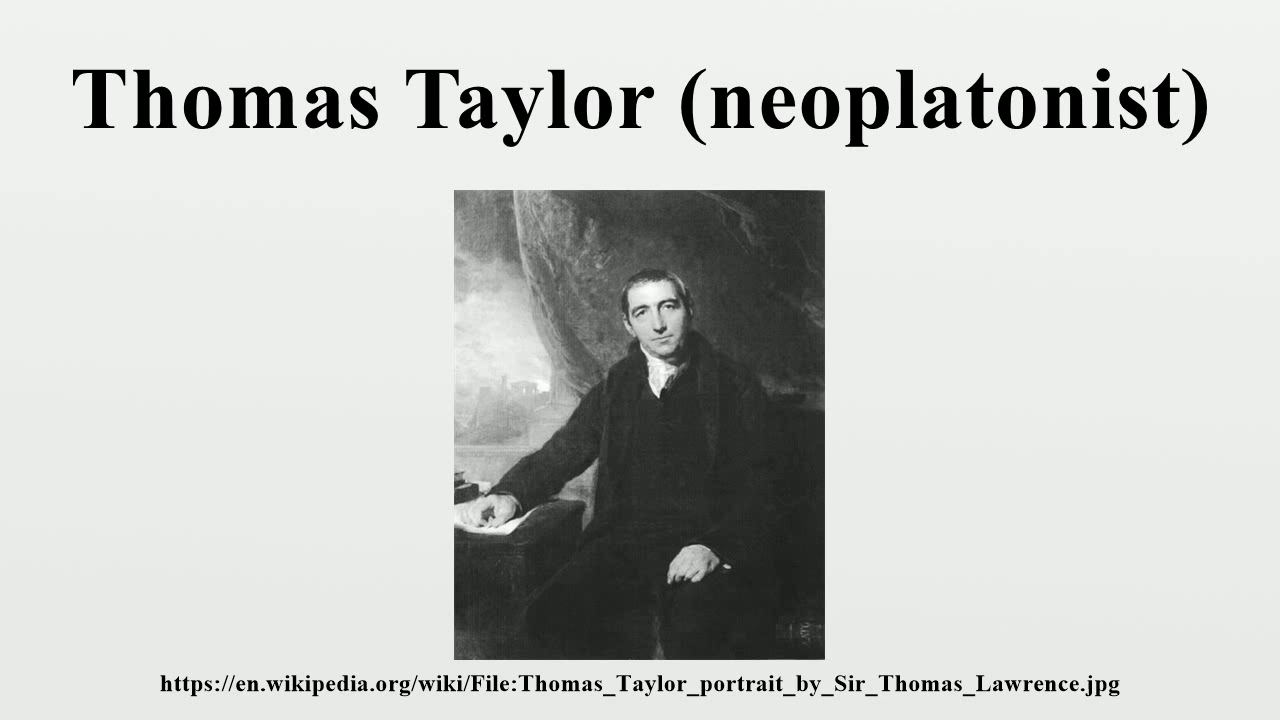 Thomas Taylor (neoplatonist)
https://en.wikipedia.org/wiki/File:Thomas_Taylor_portrait_by_Sir_Thomas_Lawrence.jpg